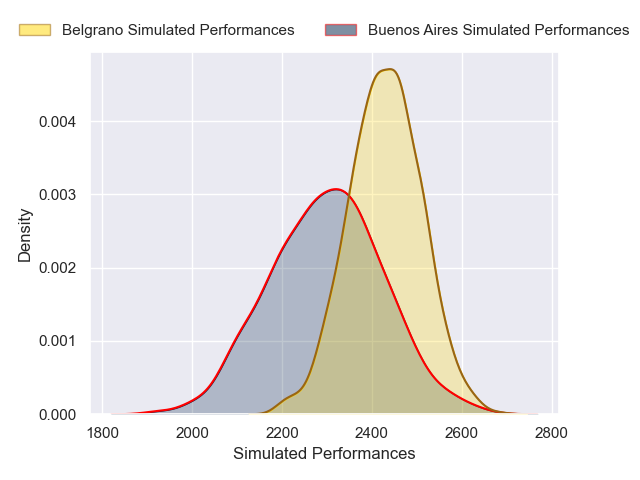 Belgrano Simulated Performances
Buenos Aires Simulated Performances
0.004
0.003
0.002
0.001
0.000
Density
1800 2000 2200 2400 2600 2800
Simulated Performances